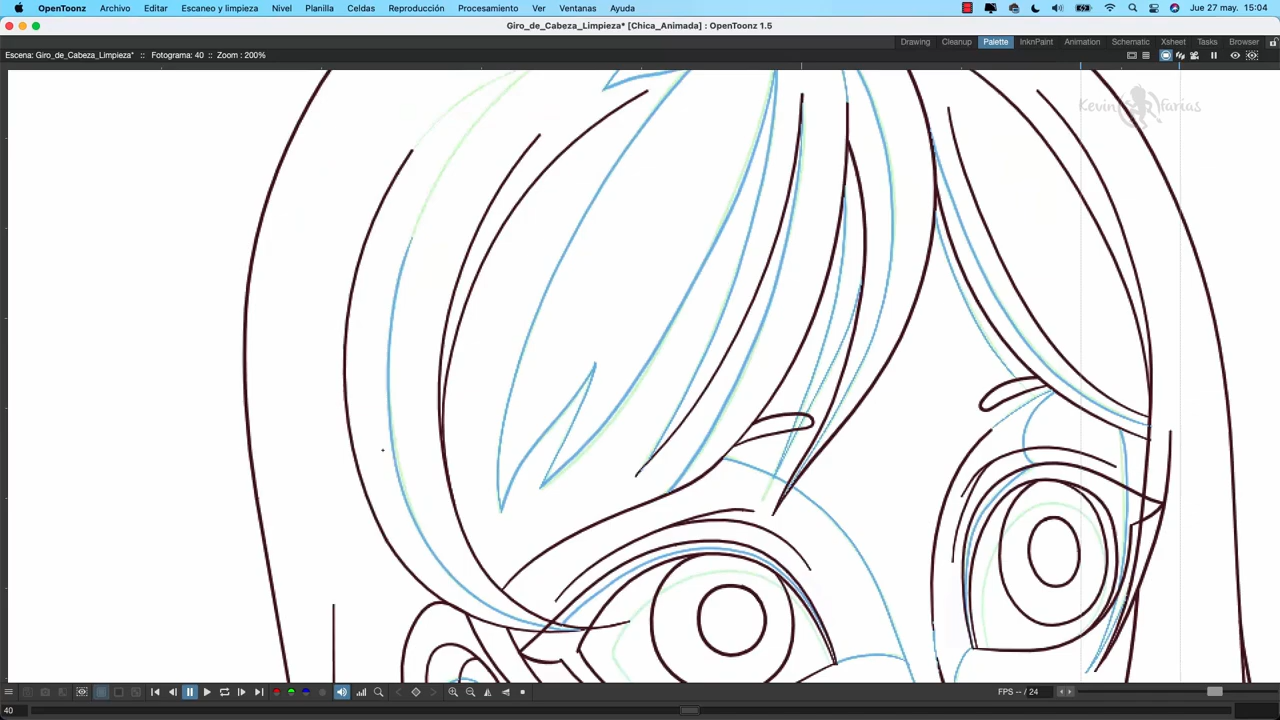 OpenToonz Archivo Editar Escaneo y limpieza Nivel Planilla Celdas Reproducción Procesamiento Ver Ventanas Ayuda Jue 27 may. 15:04
Giro_de_Cabeza_Limpieza* [Chica_Animada] : OpenToonz 1.5
Drawing Cleanup Palette InknPaint Animation Schematic Xsheet Tasks Browser
Escena: Giro_de_Cabeza_Limpieza* :: Fotograma: 40 :: Zoom : 200%
Kevin farias
FPS -- / 24
40